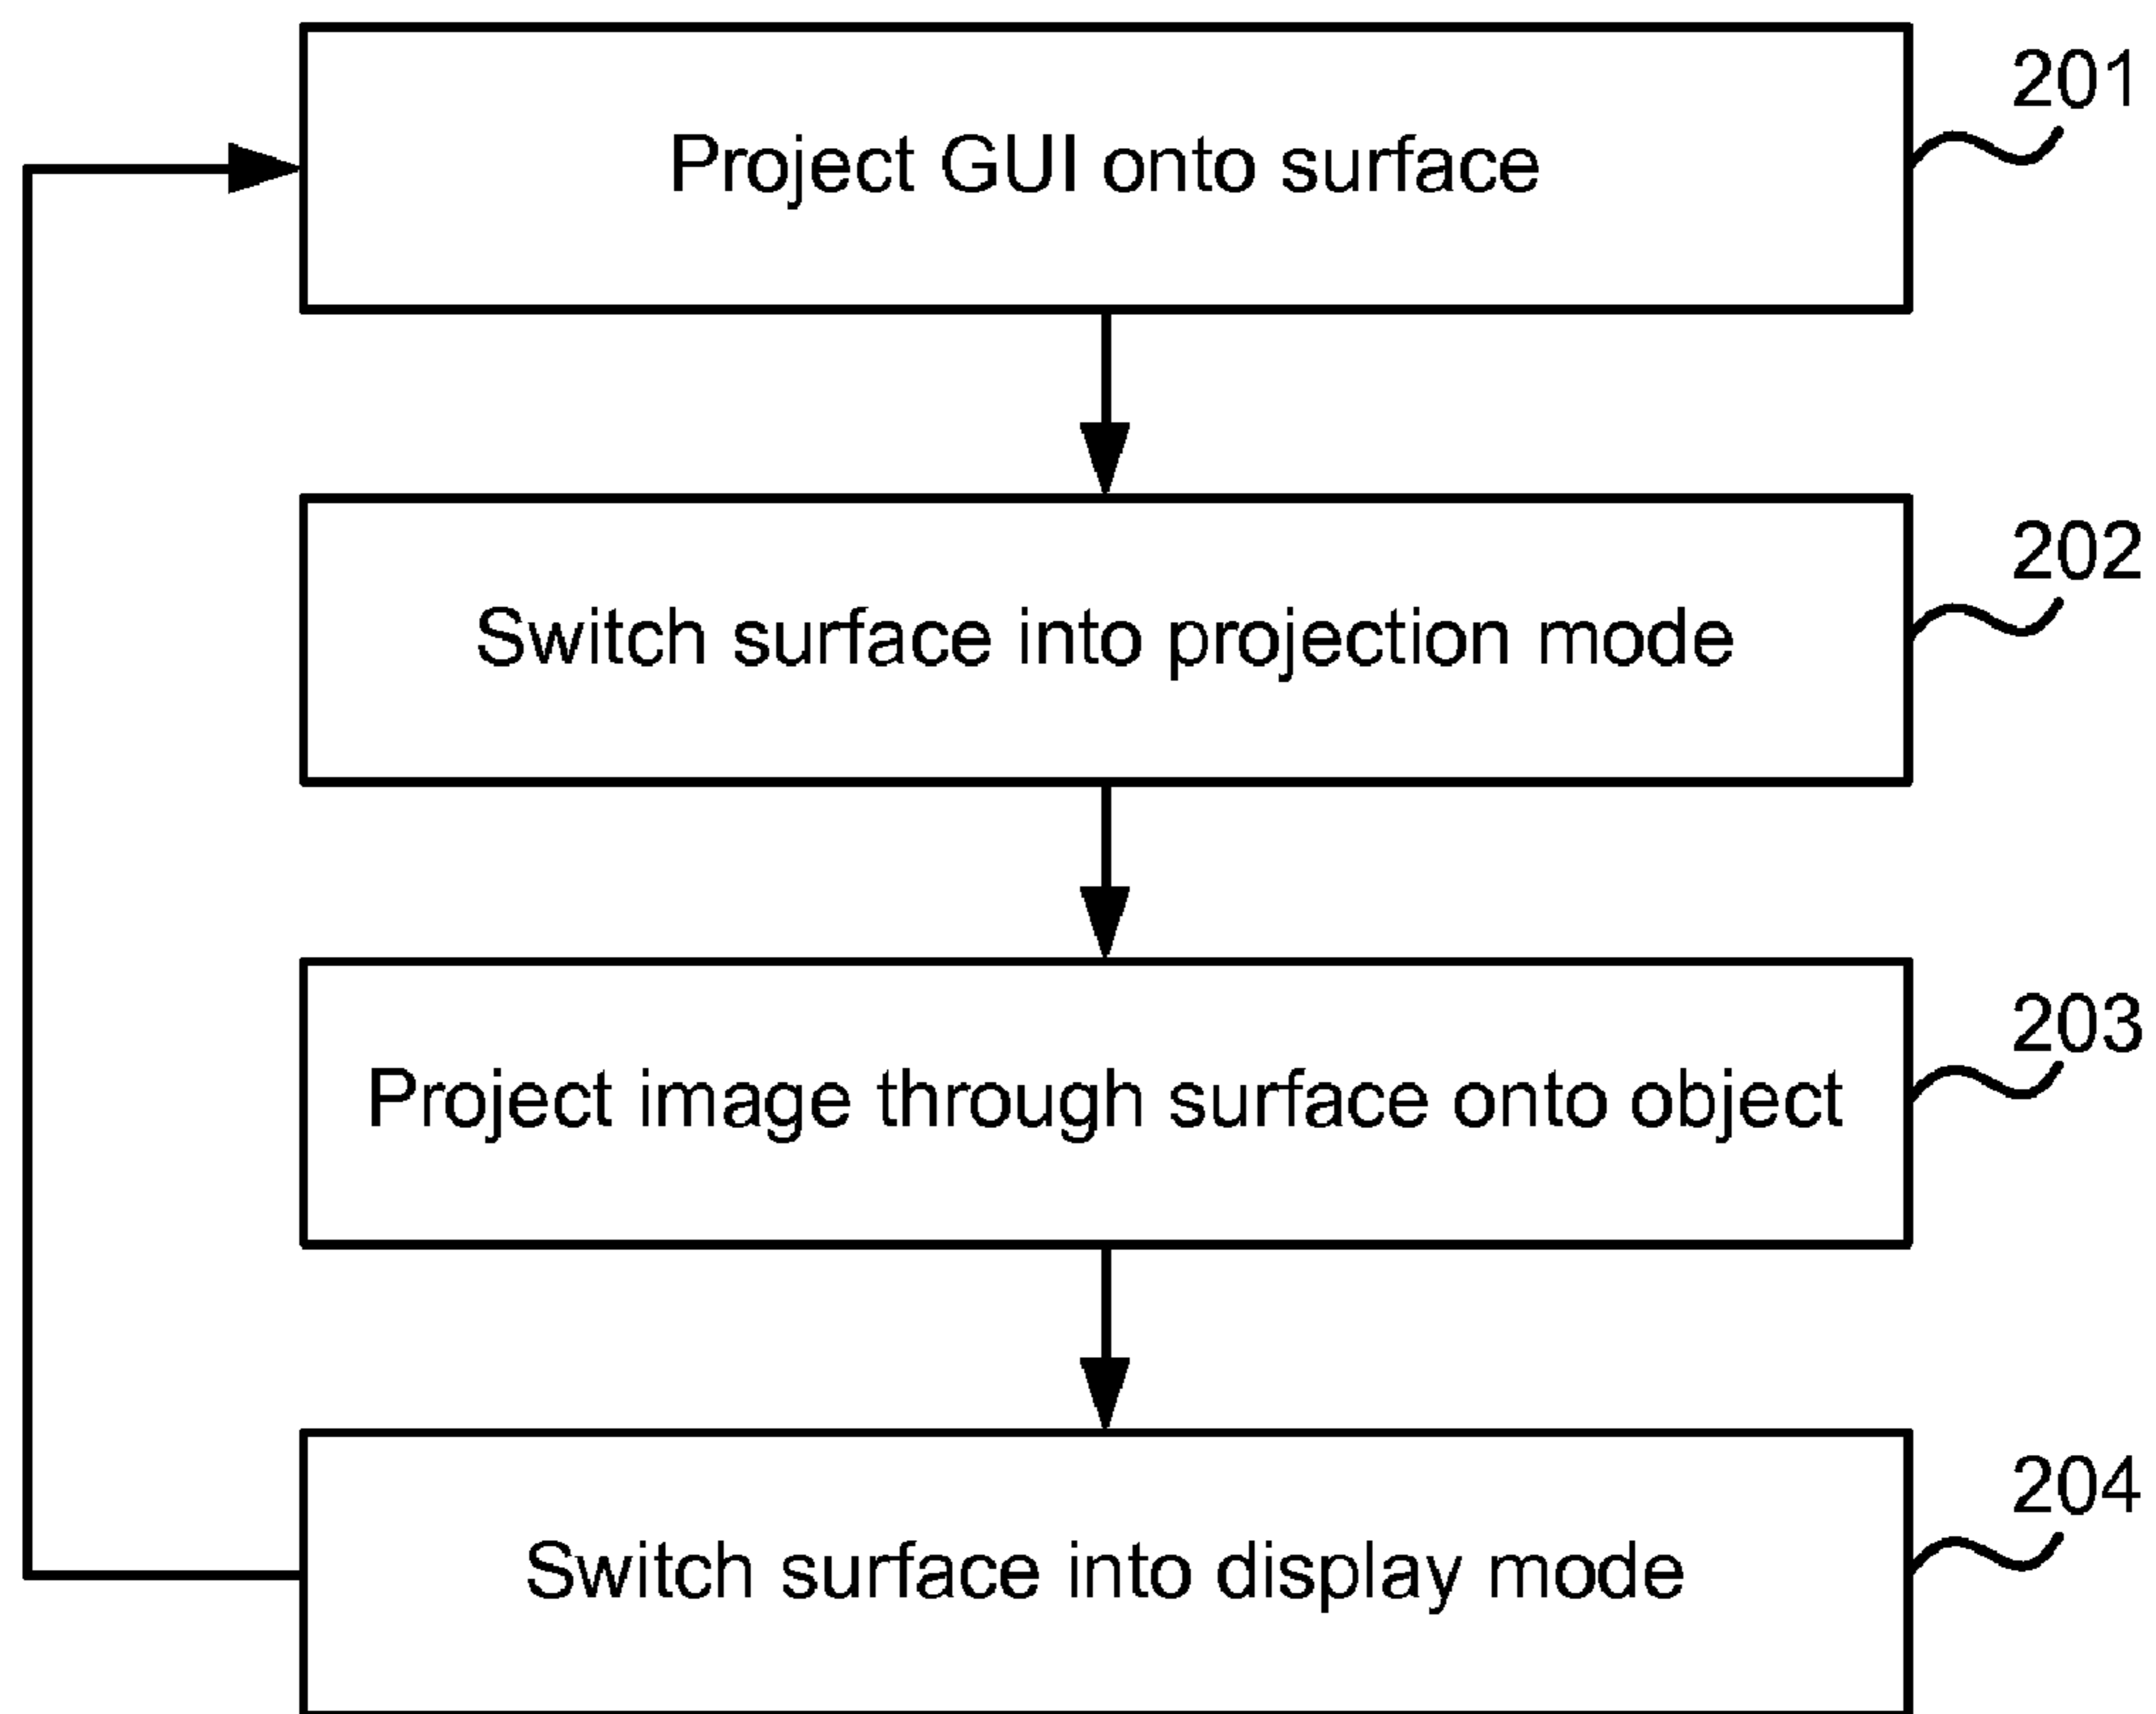 Project GUI onto surface
201
Switch surface into projection mode
202
Project image through surface onto object
203
Switch surface into display mode
204